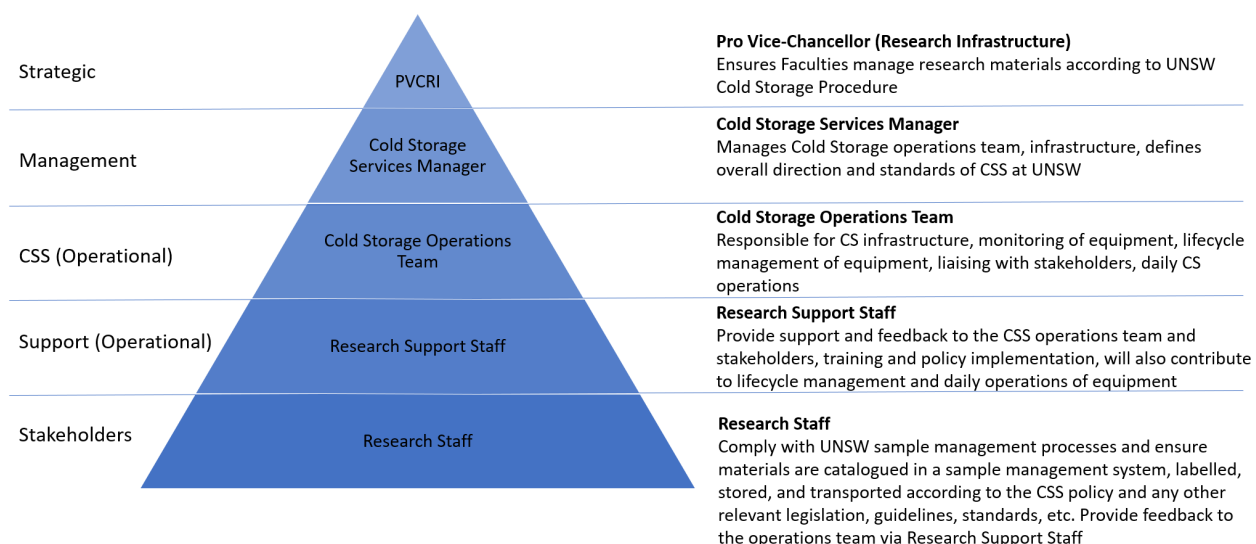 Strategic
PVCRI
Pro Vice-Chancellor (Research Infrastructure)
Ensures Faculties manage research materials according to UNSW
Cold Storage Procedure
Management
Cold Storage
Services Manager
Cold Storage Services Manager
Manages Cold Storage operations team, infrastructure, defines
overall direction and standards of CSS at UNSW
CSS (Operational)
Cold Storage Operations
Team
Cold Storage Operations Team
Responsible for CS infrastructure, monitoring of equipment, lifecycle
management of equipment, liaising with stakeholders, daily CS
operations
Support (Operational)
Research Support Staff
Research Support Staff
Provide support and feedback to the CSS operations team and
stakeholders, training and policy implementation, will also contribute
to lifecycle management and daily operations of equipment
Stakeholders
Research Staff
Research Staff
Comply with UNSW sample management processes and ensure
materials are catalogued in a sample management system, labelled,
stored, and transported according to the CSS policy and any other
relevant legislation, guidelines, standards, etc. Provide feedback to
the operations team via Research Support Staff